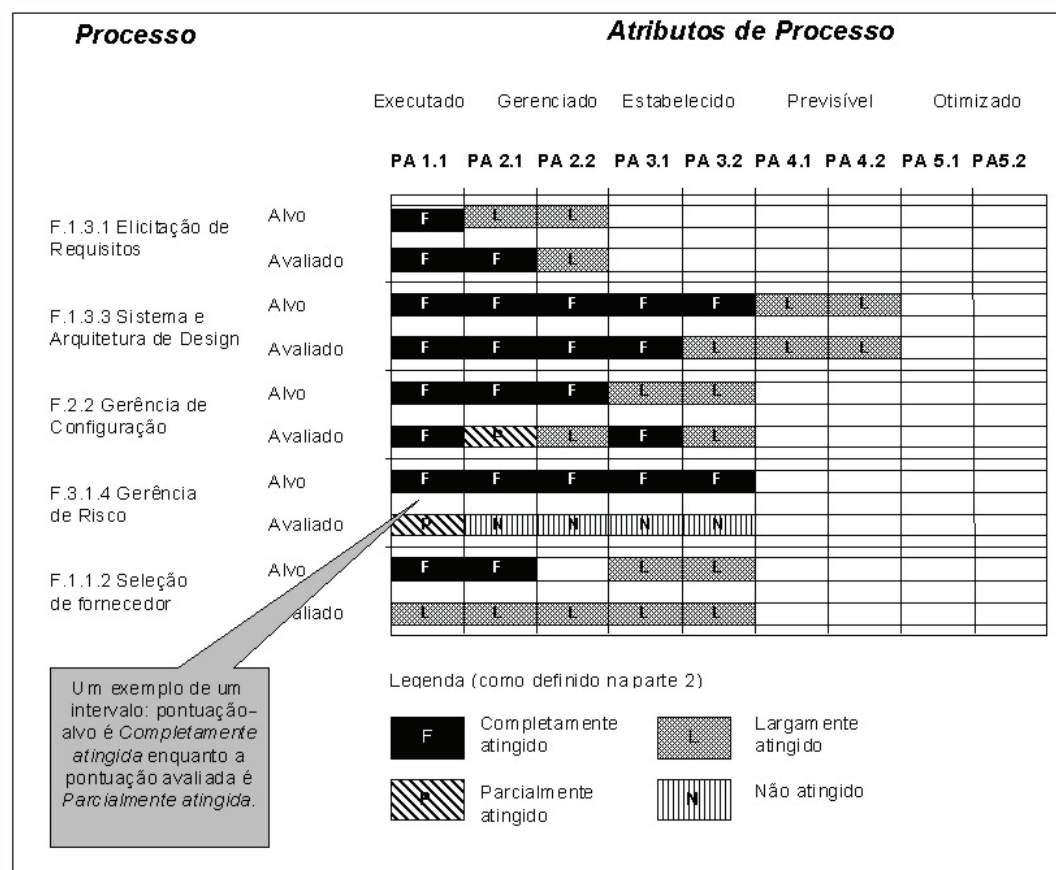 Processo
Atributos de Processo
Executado Gerenciado Estabelecido Previsível Otimizado
PA 1.1 PA 2.1 PA 2.2 PA 3.1 PA 3.2 PA 4.1 PA 4.2 PA 5.1 PA5.2
F.1.3.1 Elicitação de
Requisitos
Alvo
F L L
Avaliado
F F L
F.1.3.3 Sistema e
Arquitetura de Design
Alvo
F F F F F L L
Avaliado
F F F F L L L
F.2.2 Gerência de
Configuração
Alvo
F F F L L
Avaliado
F P L F L
F.3.1.4 Gerência
de Risco
Alvo
F F F F F
Avaliado
P N N N N
F.1.1.2 Seleção
de fornecedor
Alvo
F F L L
aliado
L L L L L
Um exemplo de um
intervalo: pontuação-
alvo é Completamente
atingida enquanto a
pontuação avaliada é
Parcialmente atingida.
Legenda (como definido na parte 2)
F Completamente
atingido
L Largamente
atingido
P Parcialmente
atingido
N Não atingido